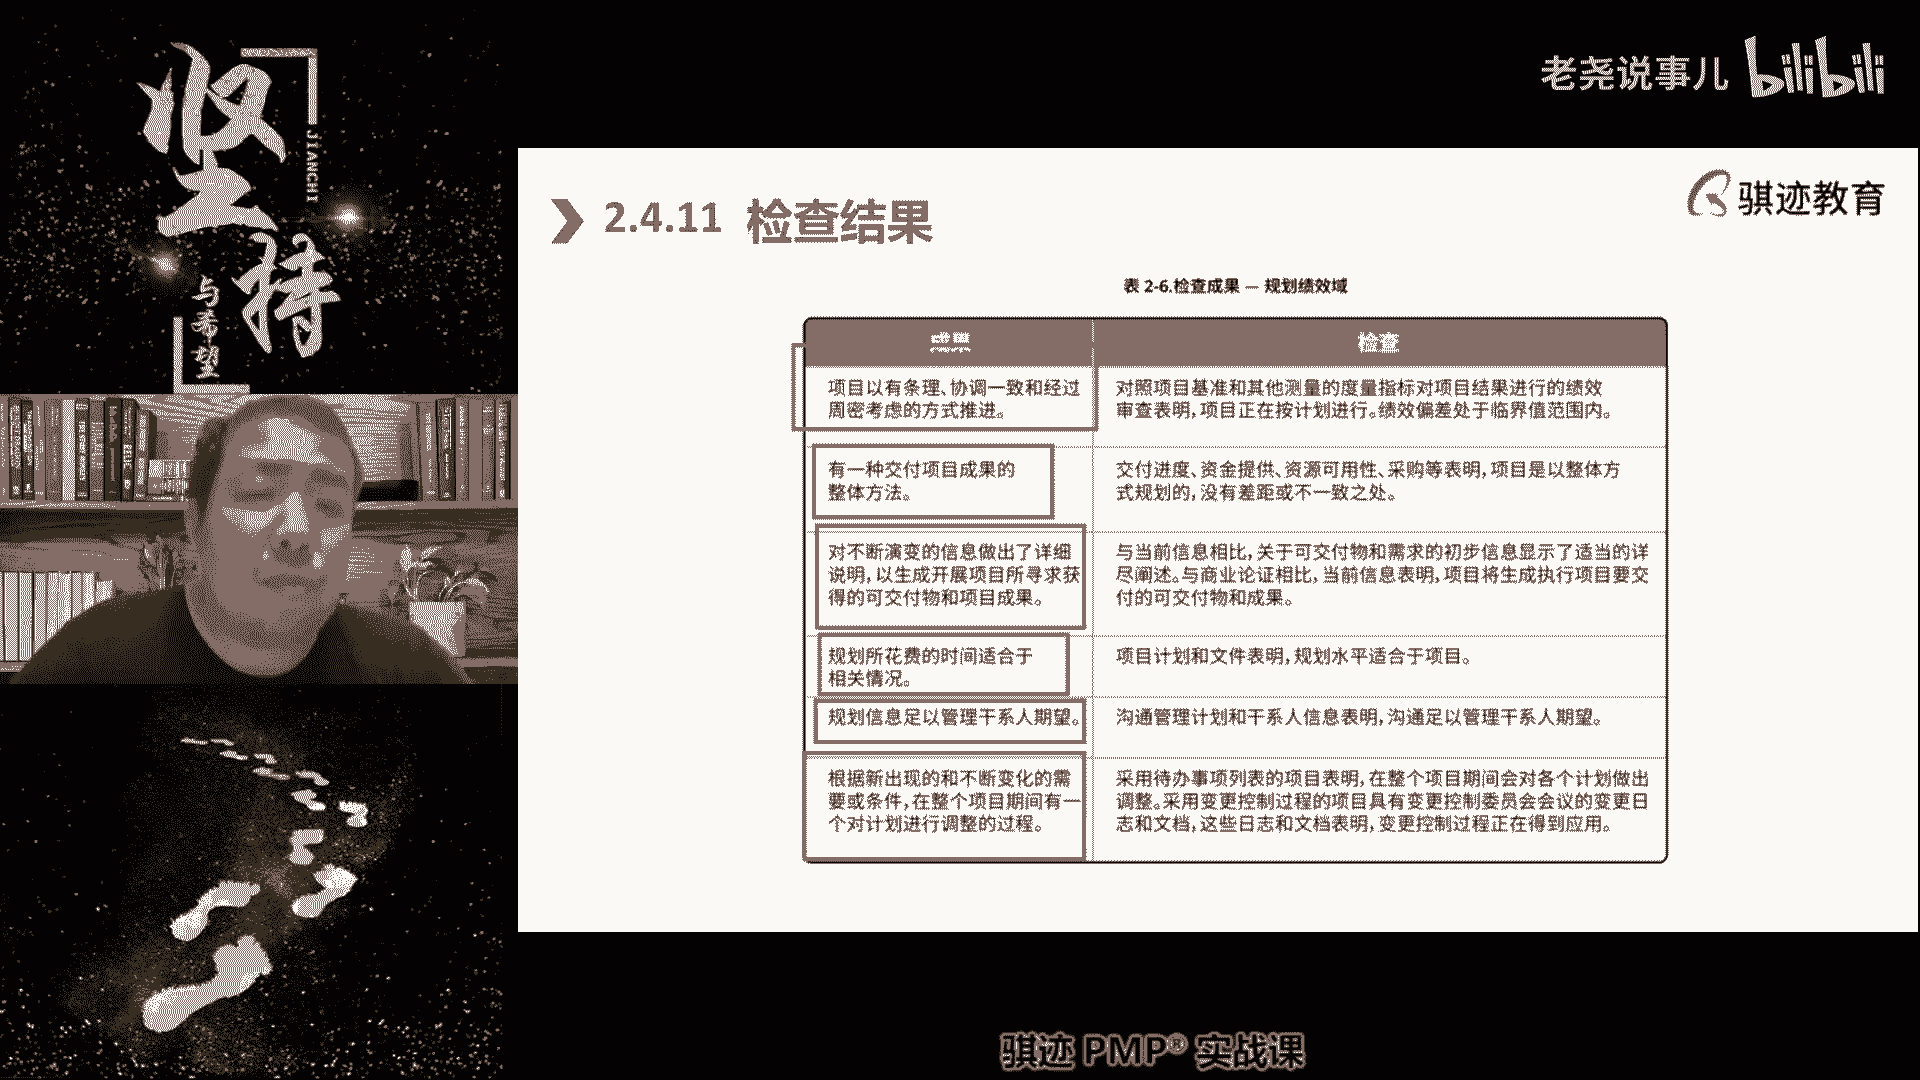 坚持
JIANCHI
与希望
老尧说事儿 bilibili
骐迹教育
2.4.11 检查结果
表 2-6.检查成果 — 规划绩效域
成果
检查
项目以有条理、协调一致和经过
周密考虑的方式推进。
对照项目基准和其他测量的度量指标对项目结果进行的绩效
审查表明，项目正在按计划进行。绩效偏差处于临界值范围内。
有一种交付项目成果的
整体方法。
交付进度、资金提供、资源可用性、采购等表明，项目是以整体方
式规划的，没有差距或不一致之处。
对不断演变的信息做出了详细
说明，以生成开展项目所寻求获
得的可交付物和项目成果。
与当前信息相比，关于可交付物和需求的初步信息显示了适当的详
尽阐述。与商业论证相比，当前信息表明，项目将生成执行项目要交
付的可交付物和成果。
规划所花费的时间适合于
相关情况。
项目计划和文件表明，规划水平适合于项目。
规划信息足以管理干系人期望。
沟通管理计划和干系人信息表明，沟通足以管理干系人期望。
根据新出现的和不断变化的需
要或条件，在整个项目期间有一
个对计划进行调整的过程。
采用待办事项列表的项目表明，在整个项目期间会对各个计划做出
调整。采用变更控制过程的项目具有变更控制委员会会议的变更日
志和文档，这些日志和文档表明，变更控制过程正在得到应用。
骐迹 PMP® 实战课